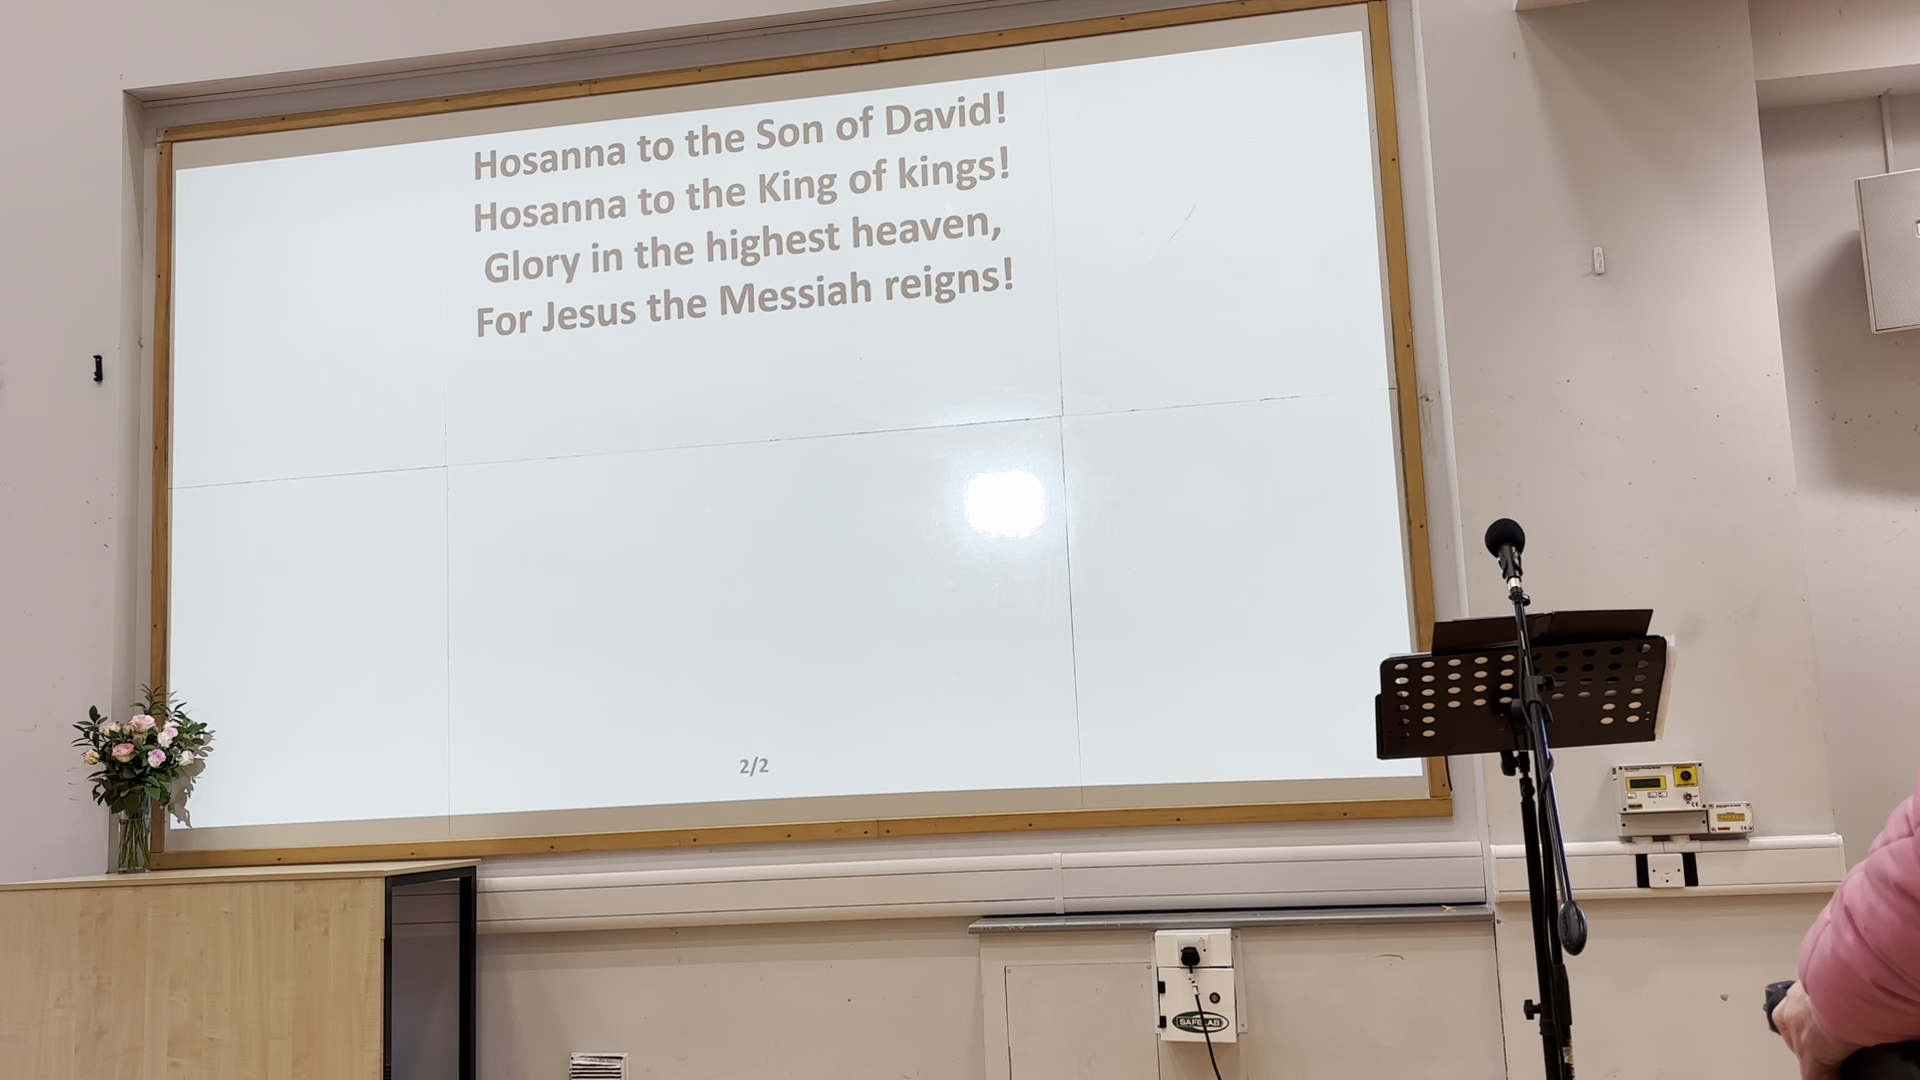 Hosanna to the Son of David!
Hosanna to the King of kings!
Glory in the highest heaven,
For Jesus the Messiah reigns!
2/2
SAFELAB